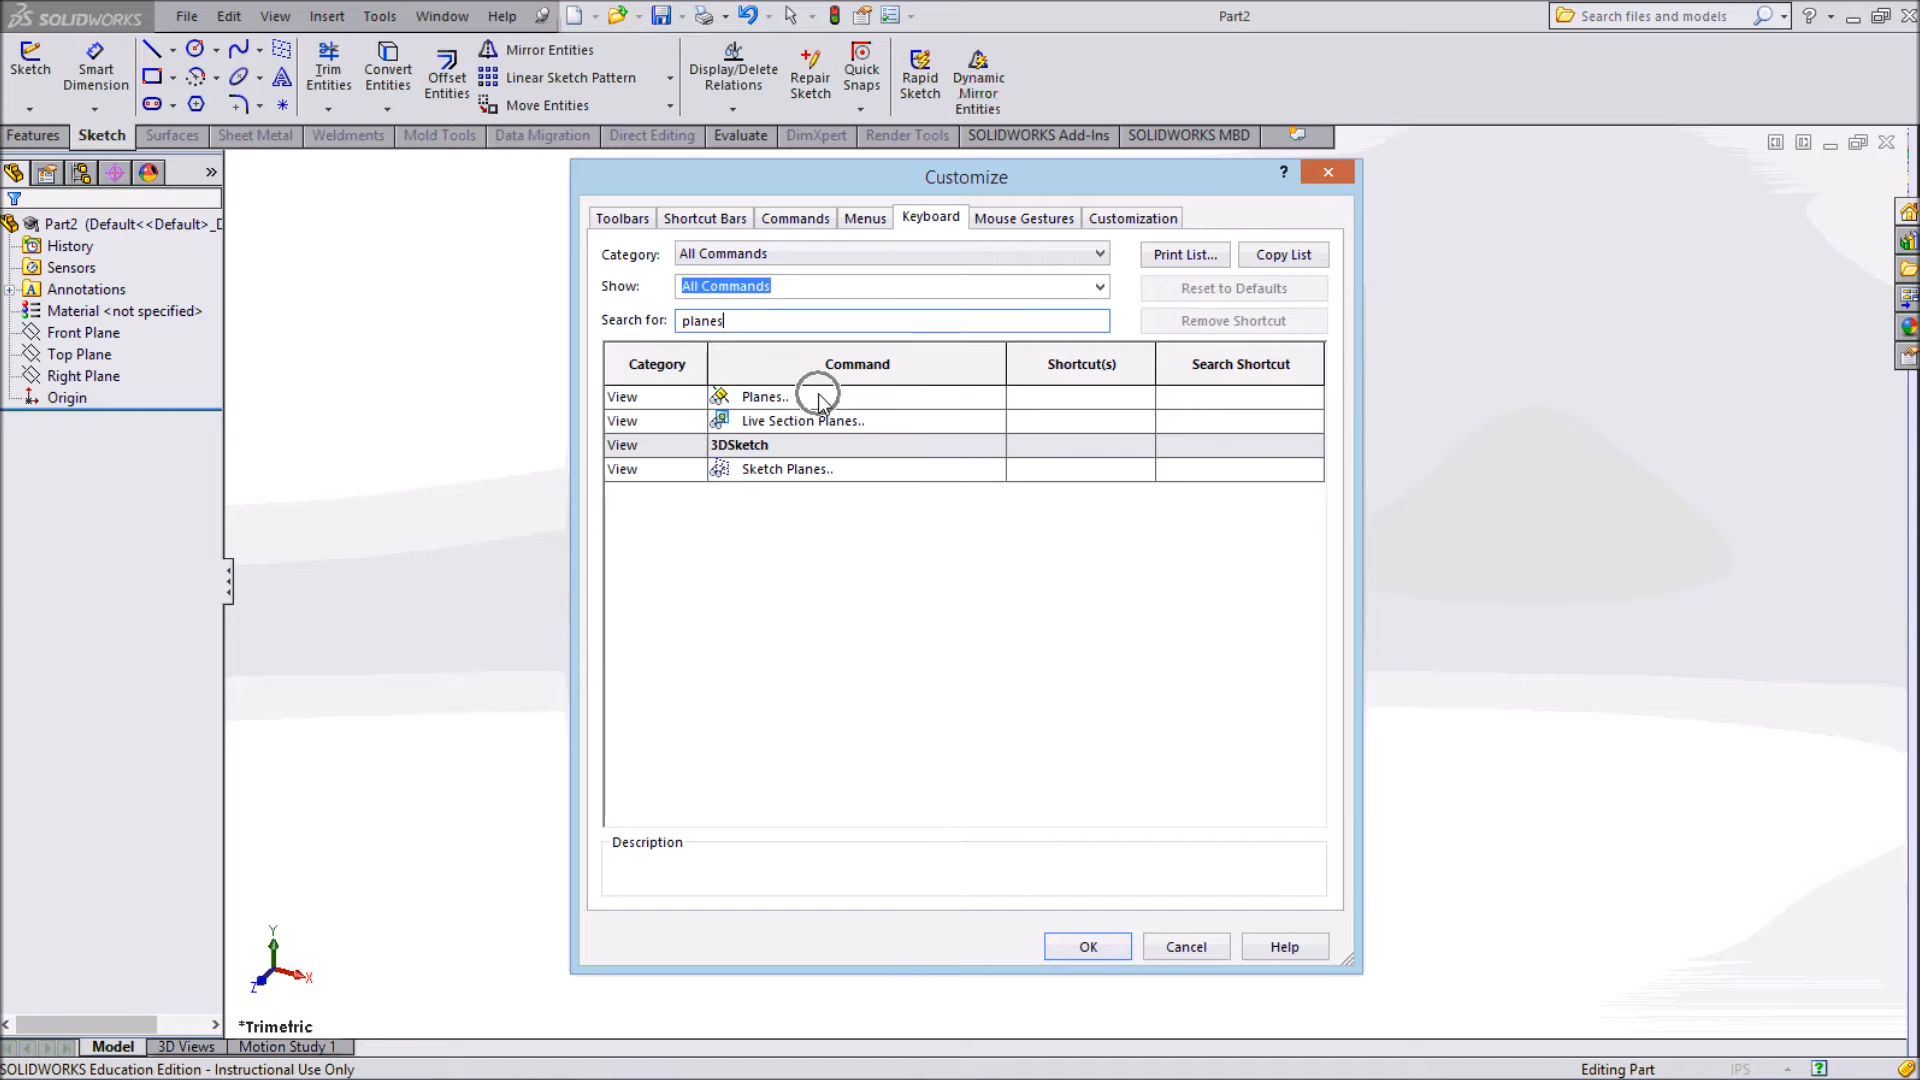 SOLIDWORKS File Edit View Insert Tools Window Help Part2 Search files and models
Sketch Smart Dimension Trim Entities Convert Entities Offset Entities Mirror Entities Linear Sketch Pattern Move Entities Display/Delete Relations Repair Sketch Quick Snaps Rapid Sketch Dynamic Mirror Entities
Features Sketch Surfaces Sheet Metal Weldments Mold Tools Data Migration Direct Editing Evaluate DimXpert Render Tools SOLIDWORKS Add-Ins SOLIDWORKS MBD
Part2 (Default<<Default>_D
History
Sensors
Annotations
Material <not specified>
Front Plane
Top Plane
Right Plane
Origin
Customize
Toolbars Shortcut Bars Commands Menus Keyboard Mouse Gestures Customization
Category: All Commands Print List... Copy List
Show: All Commands Reset to Defaults
Search for: planes Remove Shortcut
Category Command Shortcut(s) Search Shortcut
View Planes..
View Live Section Planes..
View 3DSketch
View Sketch Planes..
Description
OK Cancel Help
Y
X
Z
*Trimetric
Model 3D Views Motion Study 1
SOLIDWORKS Education Edition - Instructional Use Only Editing Part IPS